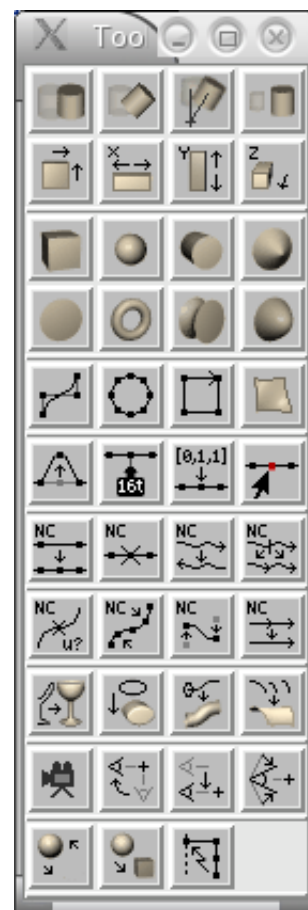 Too
X Y Z
16t [0,1,1]
NC NC NC NC
NC NC NC NC
u?